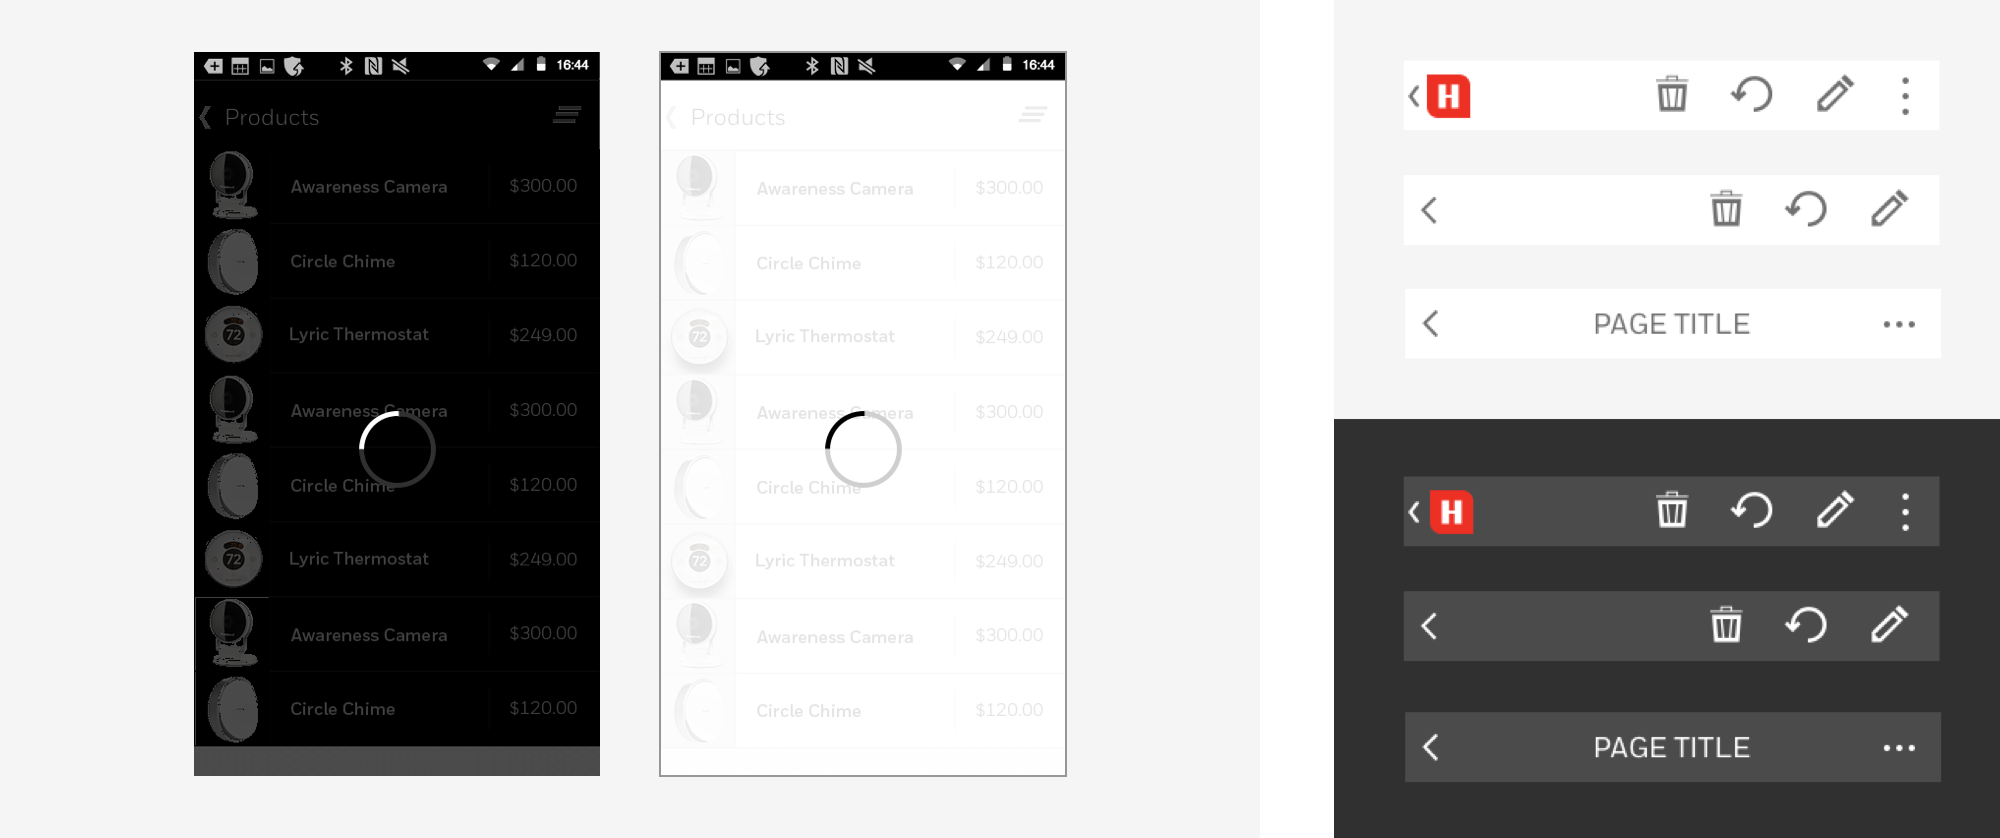 16:44
Products
Awareness Camera $300.00
Circle Chime $120.00
72
Lyric Thermostat $249.00
Awareness Camera $300.00
Circle Chime $120.00
72
Lyric Thermostat $249.00
Awareness Camera $300.00
Circle Chime $120.00
16:44
Products
Awareness Camera $300.00
Circle Chime $120.00
72
Lyric Thermostat $249.00
Awareness Camera $300.00
Circle Chime $120.00
72
Lyric Thermostat $249.00
Awareness Camera $300.00
Circle Chime $120.00
H
PAGE TITLE
H
PAGE TITLE